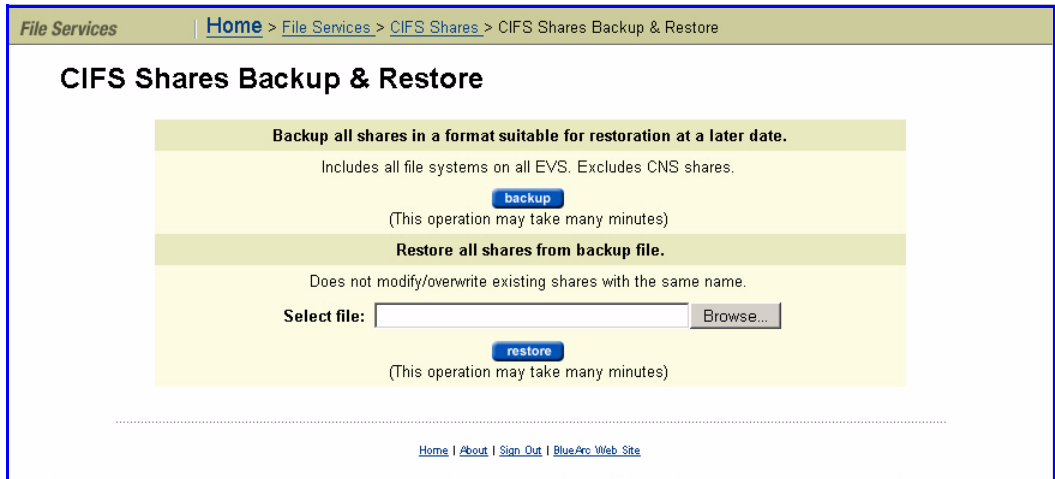 File Services | Home > File Services > CIFS Shares > CIFS Shares Backup & Restore
CIFS Shares Backup & Restore
Backup all shares in a format suitable for restoration at a later date.
Includes all file systems on all EVS. Excludes CNS shares.
backup
(This operation may take many minutes)
Restore all shares from backup file.
Does not modify/overwrite existing shares with the same name.
Select file: Browse...
restore
(This operation may take many minutes)
Home | About | Sign Out | BlueArc Web Site